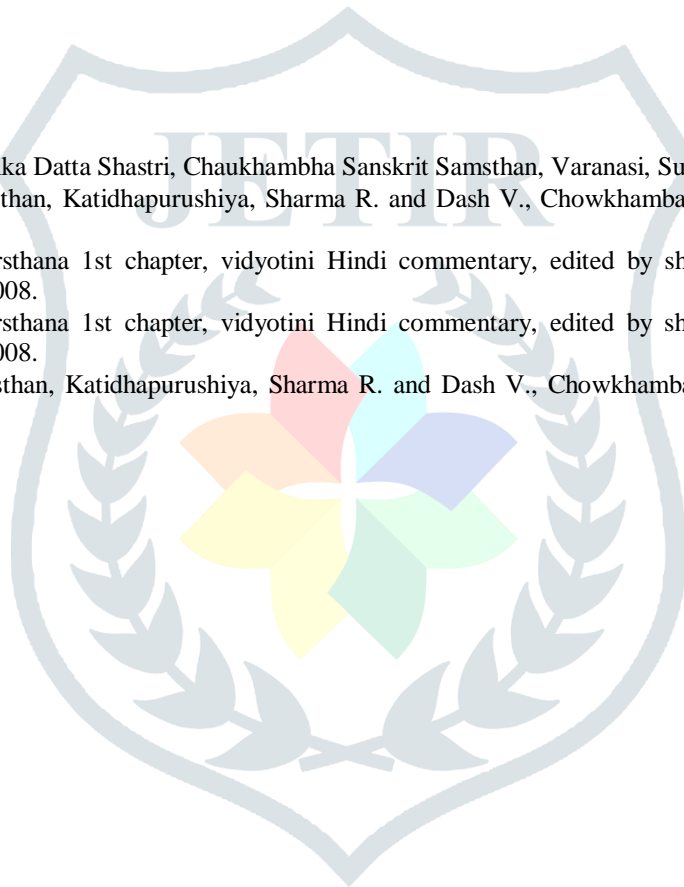 JETIR
ka Datta Shastri, Chaukhambha Sanskrit Samsthan, Varanasi, Su
than, Katidhapurushiya, Sharma R. and Dash V., Chowkhamba
rsthana 1st chapter, vidyotini Hindi commentary, edited by sh
008.
rsthana 1st chapter, vidyotini Hindi commentary, edited by sh
008.
sthan, Katidhapurushiya, Sharma R. and Dash V., Chowkhamba